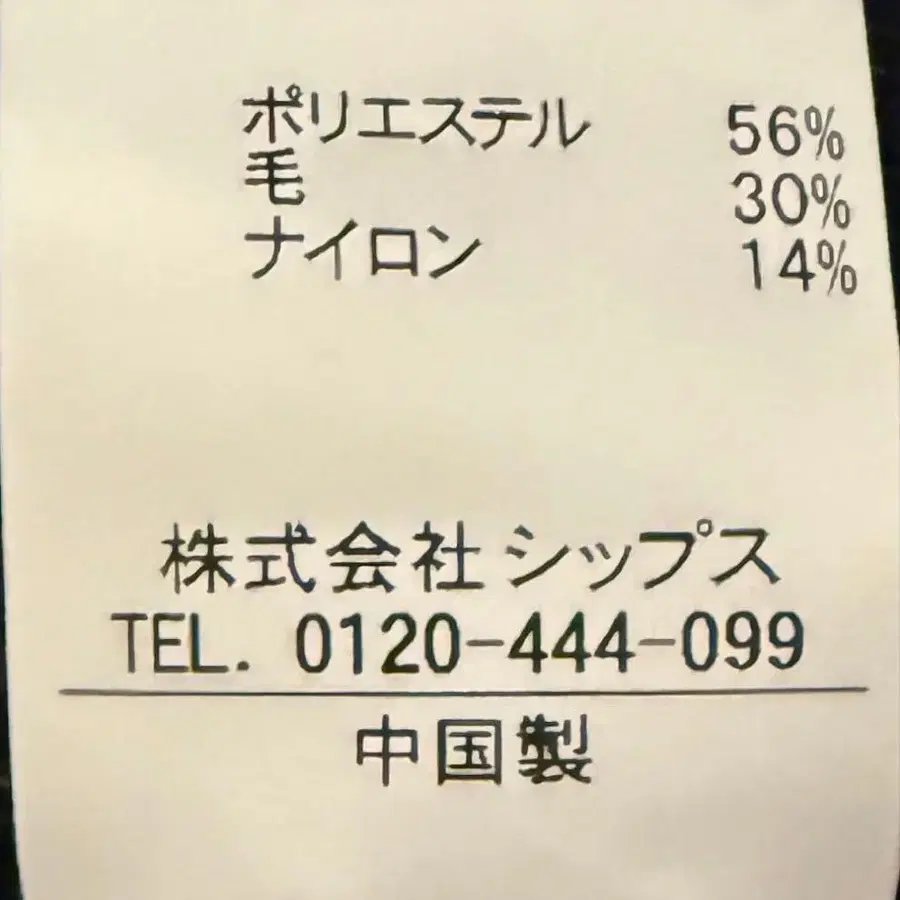 ポリエステル 56%
毛 30%
ナイロン 14%
株式会社シップス
TEL. 0120-444-099
中国製